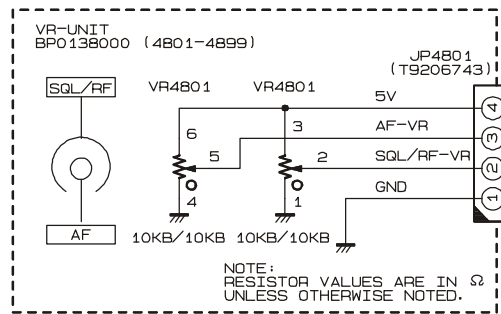 VR-UNIT
BP0138000 (4801-4899)
JP4801
(T9206743)
SQL/RF
VR4801
VR4801
5V
4
6
3
AF-VR
3
5
2
SQL/RF-VR
2
GND
4
1
1
AF
10KB/10KB
10KB/10KB
NOTE:
RESISTOR VALUES ARE IN Ω
UNLESS OTHERWISE NOTED.